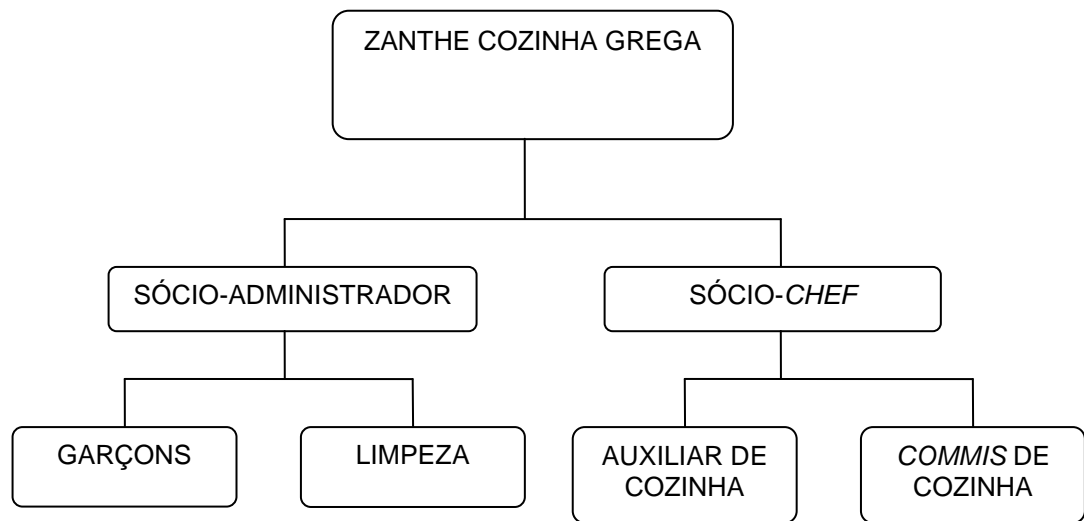 ZANTHE COZINHA GREGA
SÓCIO-ADMINISTRADOR
SÓCIO-CHEF
GARÇONS
LIMPEZA
AUXILIAR DE
COZINHA
COMMIS DE
COZINHA